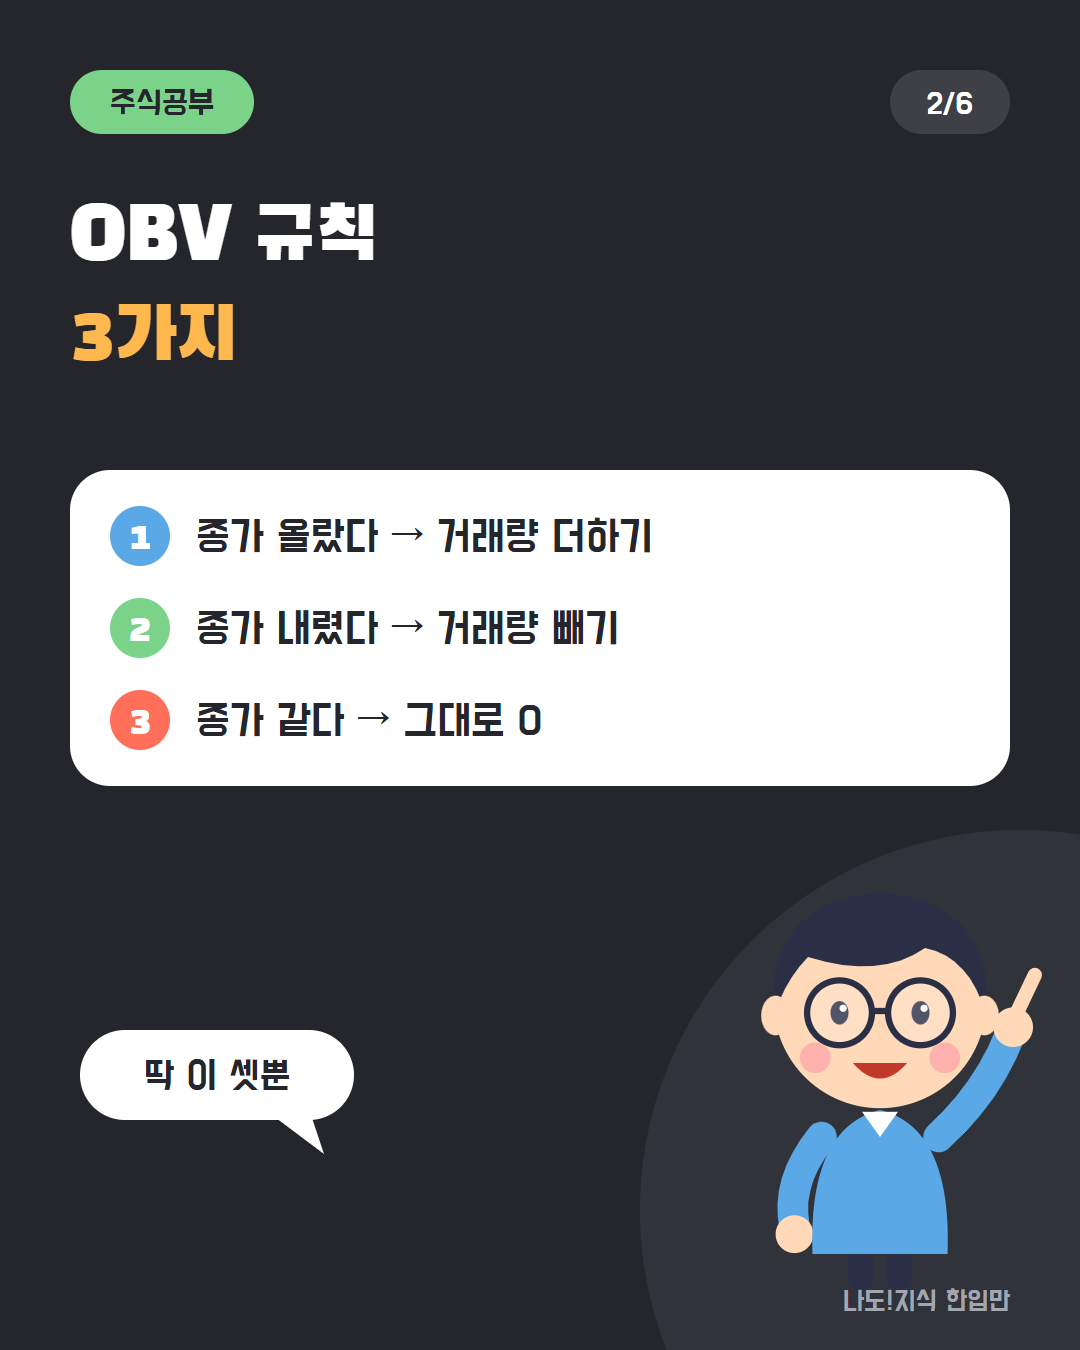 주식공부
2/6
OBV 규칙
3가지
1 종가 올랐다 → 거래량 더하기
2 종가 내렸다 → 거래량 빼기
3 종가 같다 → 그대로 0
딱 이 셋뿐
나도!지식 한입만